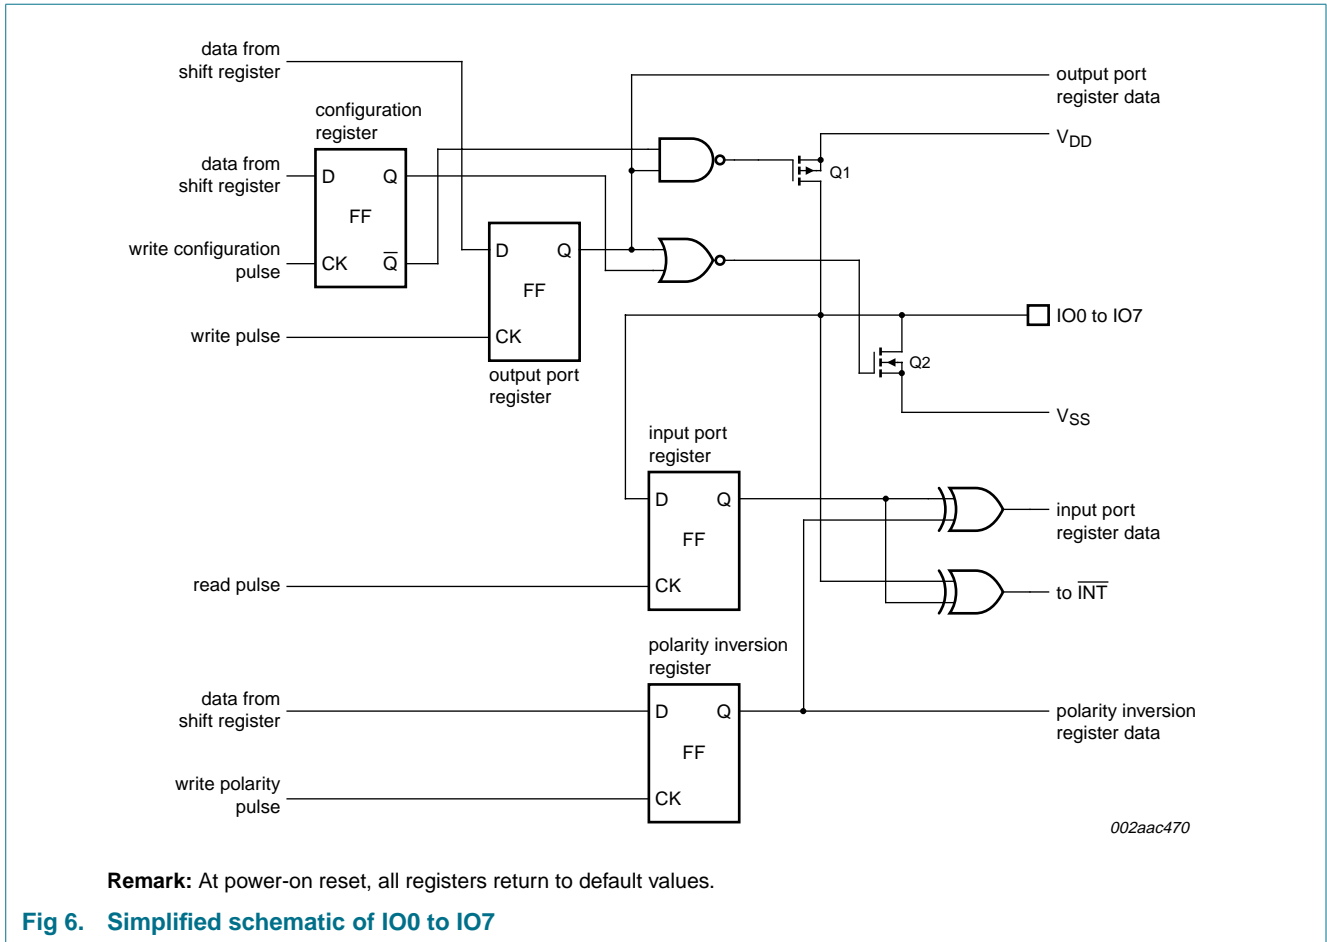 data from
shift register
output port
register data
configuration
register
VDD
data from
shift register
D
Q
Q1
FF
write configuration
pulse
CK
Q̅
D
Q
FF
IO0 to IO7
write pulse
CK
Q2
output port
register
VSS
input port
register
D
Q
input port
register data
FF
read pulse
CK
to I̅N̅T̅
polarity inversion
register
data from
shift register
D
Q
polarity inversion
register data
FF
write polarity
pulse
CK
002aac470
Remark: At power-on reset, all registers return to default values.
Fig 6. Simplified schematic of IO0 to IO7